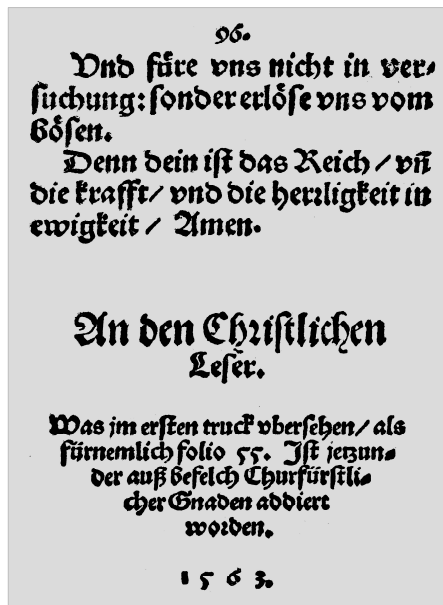 96.
Vnd füre vns nicht in ver⸗
suchung: sonder erlöse vns vom
bösen.
Denn dein ist das Reich / vñ
die krafft / vnd die herrligkeit in
ewigkeit / Amen.
An den Christlichen
Leser.
Was jm ersten truck vbersehen / als
fürnemlich folio 55. Ist jetzun⸗
der auß befelch Churfürstli⸗
cher Gnaden addiert
worden.
1563.